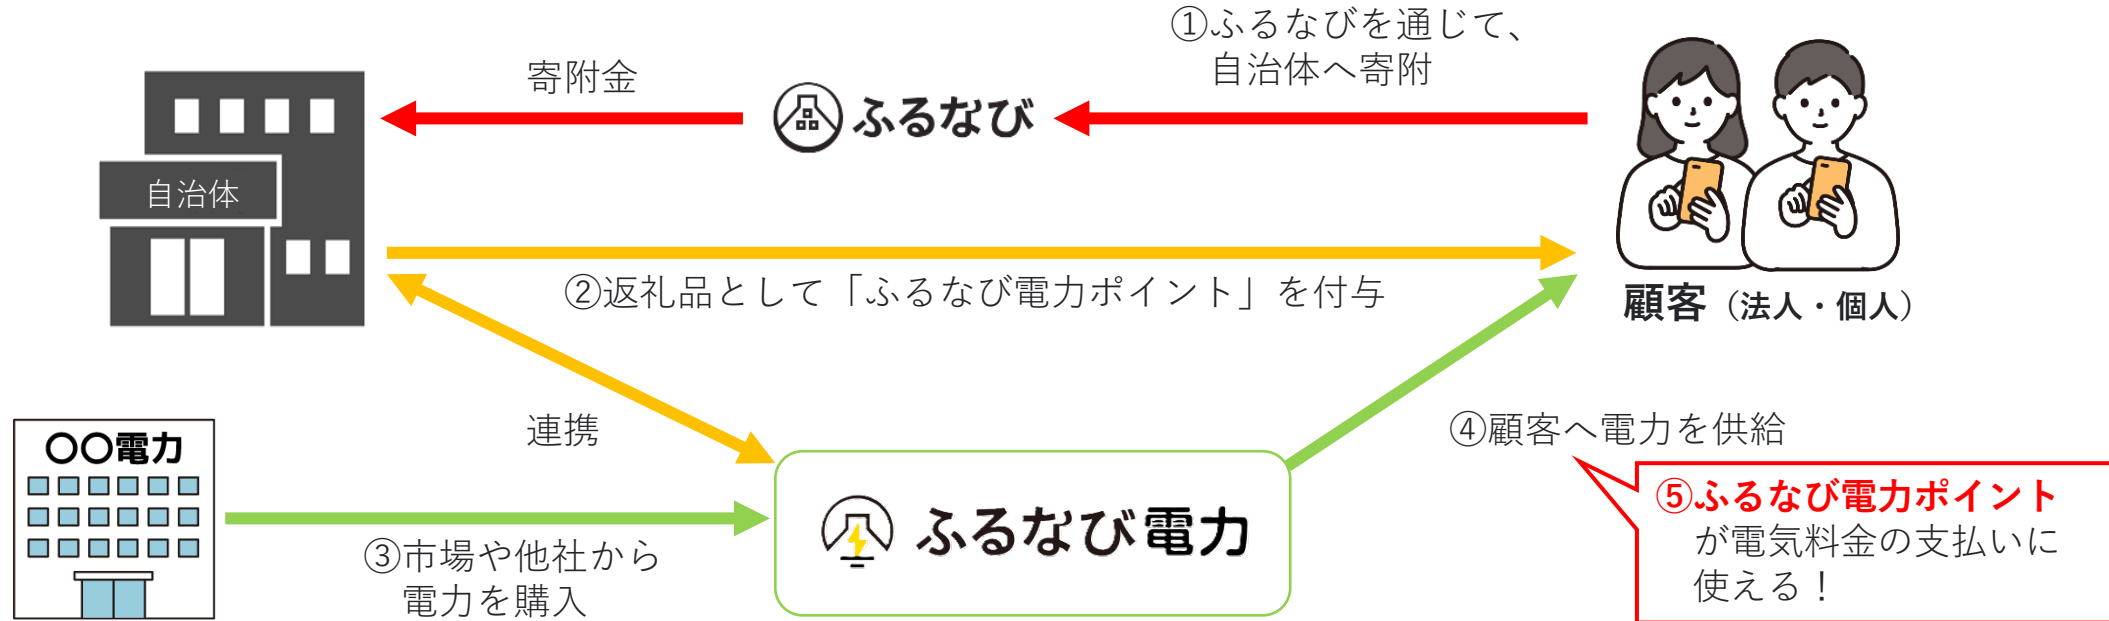 ①ふるなびを通じて、
自治体へ寄附
寄附金
ふるなび
自治体
②返礼品として「ふるなび電力ポイント」を付与
顧客（法人・個人）
連携
〇〇電力
④顧客へ電力を供給
⑤ふるなび電力ポイント
が電気料金の支払いに
使える！
ふるなび電力
③市場や他社から
電力を購入